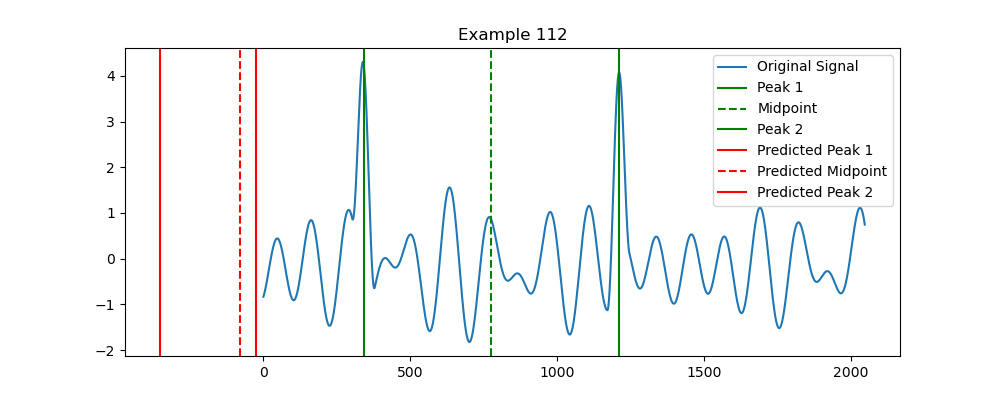 Example 112
Original Signal
Peak 1
Midpoint
Peak 2
Predicted Peak 1
Predicted Midpoint
Predicted Peak 2
4
3
2
1
0
−1
−2
0 500 1000 1500 2000